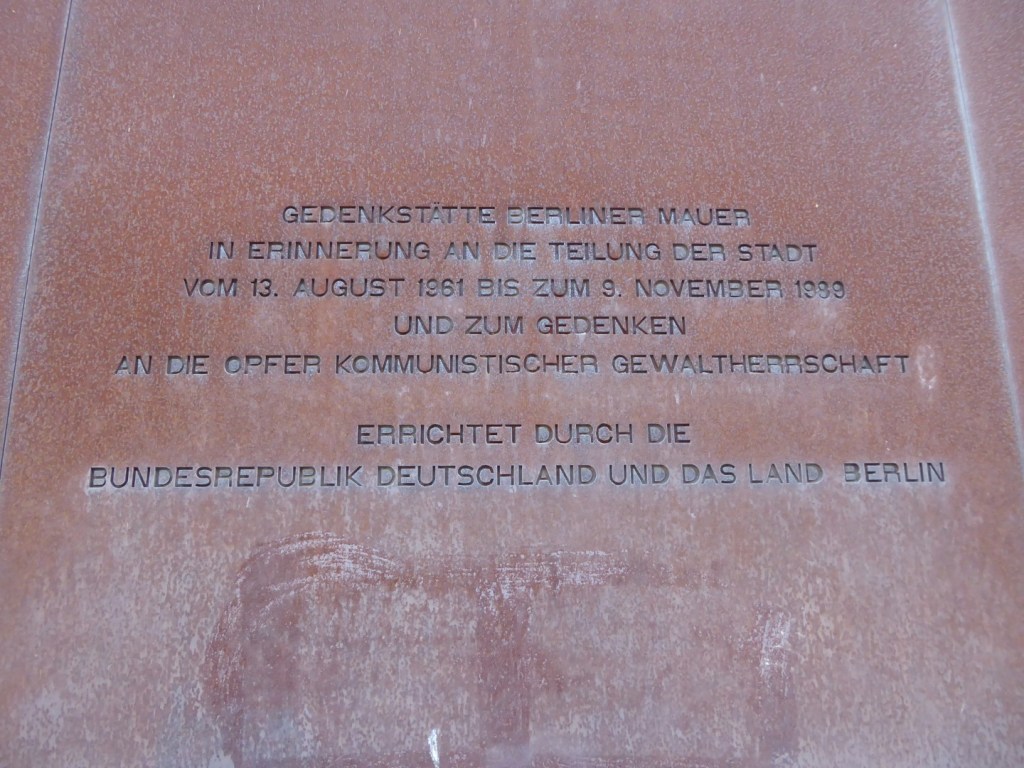 GEDENKSTÄTTE BERLINER MAUER
IN ERINNERUNG AN DIE TEILUNG DER STADT
VOM 13. AUGUST 1961 BIS ZUM 9. NOVEMBER 1989
UND ZUM GEDENKEN
AN DIE OPFER KOMMUNISTISCHER GEWALTHERRSCHAFT
ERRICHTET DURCH DIE
BUNDESREPUBLIK DEUTSCHLAND UND DAS LAND BERLIN